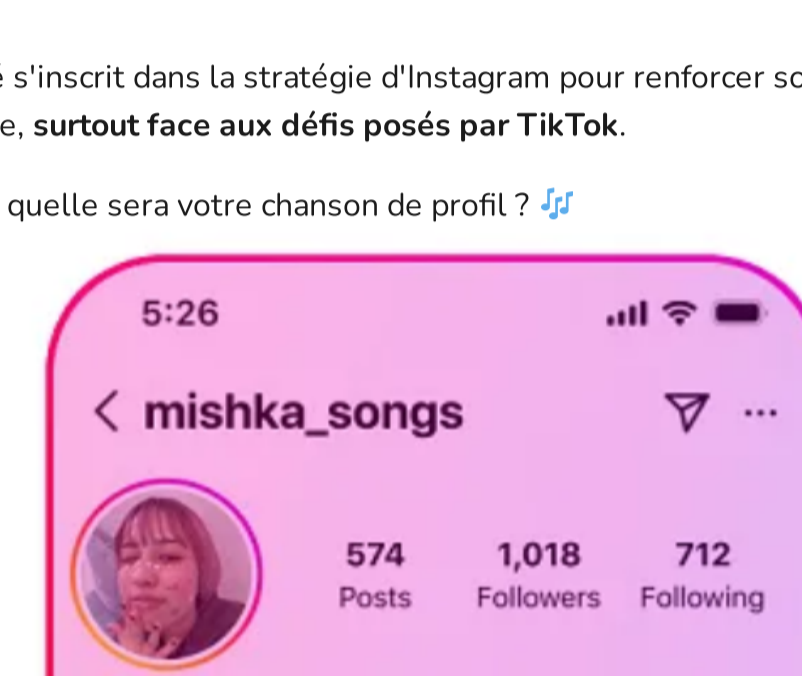 s'inscrit dans la stratégie d'Instagram pour renforcer
surtout face aux défis posés par TikTok.
quelle sera votre chanson de profil ? 🎶
5:26
< mishka_songs ...
574 1,018 712
Posts Followers Following